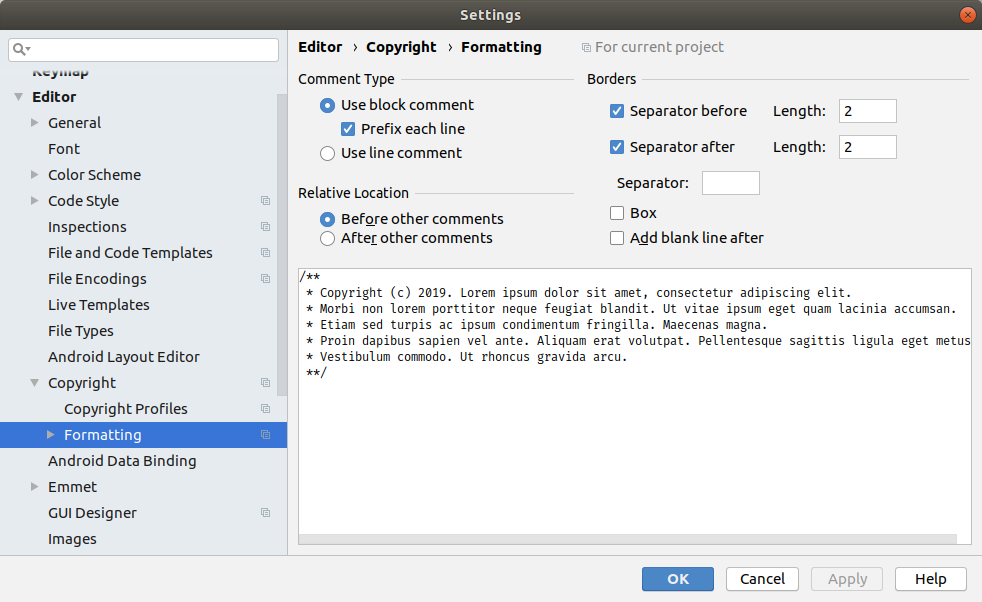 Settings
Keymap
Editor
General
Font
Color Scheme
Code Style
Inspections
File and Code Templates
File Encodings
Live Templates
File Types
Android Layout Editor
Copyright
Copyright Profiles
Formatting
Android Data Binding
Emmet
GUI Designer
Images
Editor › Copyright › Formatting For current project
Comment Type
Use block comment
Prefix each line
Use line comment
Relative Location
Before other comments
After other comments
Borders
Separator before Length: 2
Separator after Length: 2
Separator:
Box
Add blank line after
/**
* Copyright (c) 2019. Lorem ipsum dolor sit amet, consectetur adipiscing elit.
* Morbi non lorem porttitor neque feugiat blandit. Ut vitae ipsum eget quam lacinia accumsan.
* Etiam sed turpis ac ipsum condimentum fringilla. Maecenas magna.
* Proin dapibus sapien vel ante. Aliquam erat volutpat. Pellentesque sagittis ligula eget metus
* Vestibulum commodo. Ut rhoncus gravida arcu.
**/
OK Cancel Apply Help